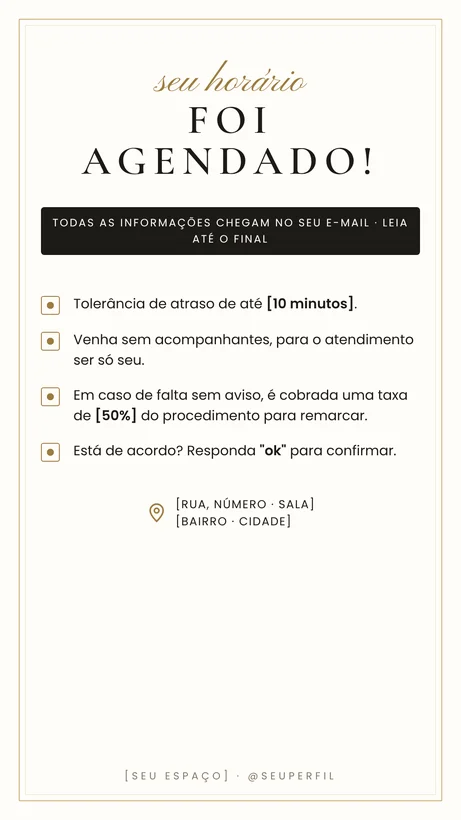 seu horário
FOI
AGENDADO!
TODAS AS INFORMAÇÕES CHEGAM NO SEU E-MAIL · LEIA
ATÉ O FINAL
Tolerância de atraso de até [10 minutos].
Venha sem acompanhantes, para o atendimento
ser só seu.
Em caso de falta sem aviso, é cobrada uma taxa
de [50%] do procedimento para remarcar.
Está de acordo? Responda "ok" para confirmar.
[RUA, NÚMERO · SALA]
[BAIRRO · CIDADE]
[SEU ESPAÇO] · @SEUPERFIL